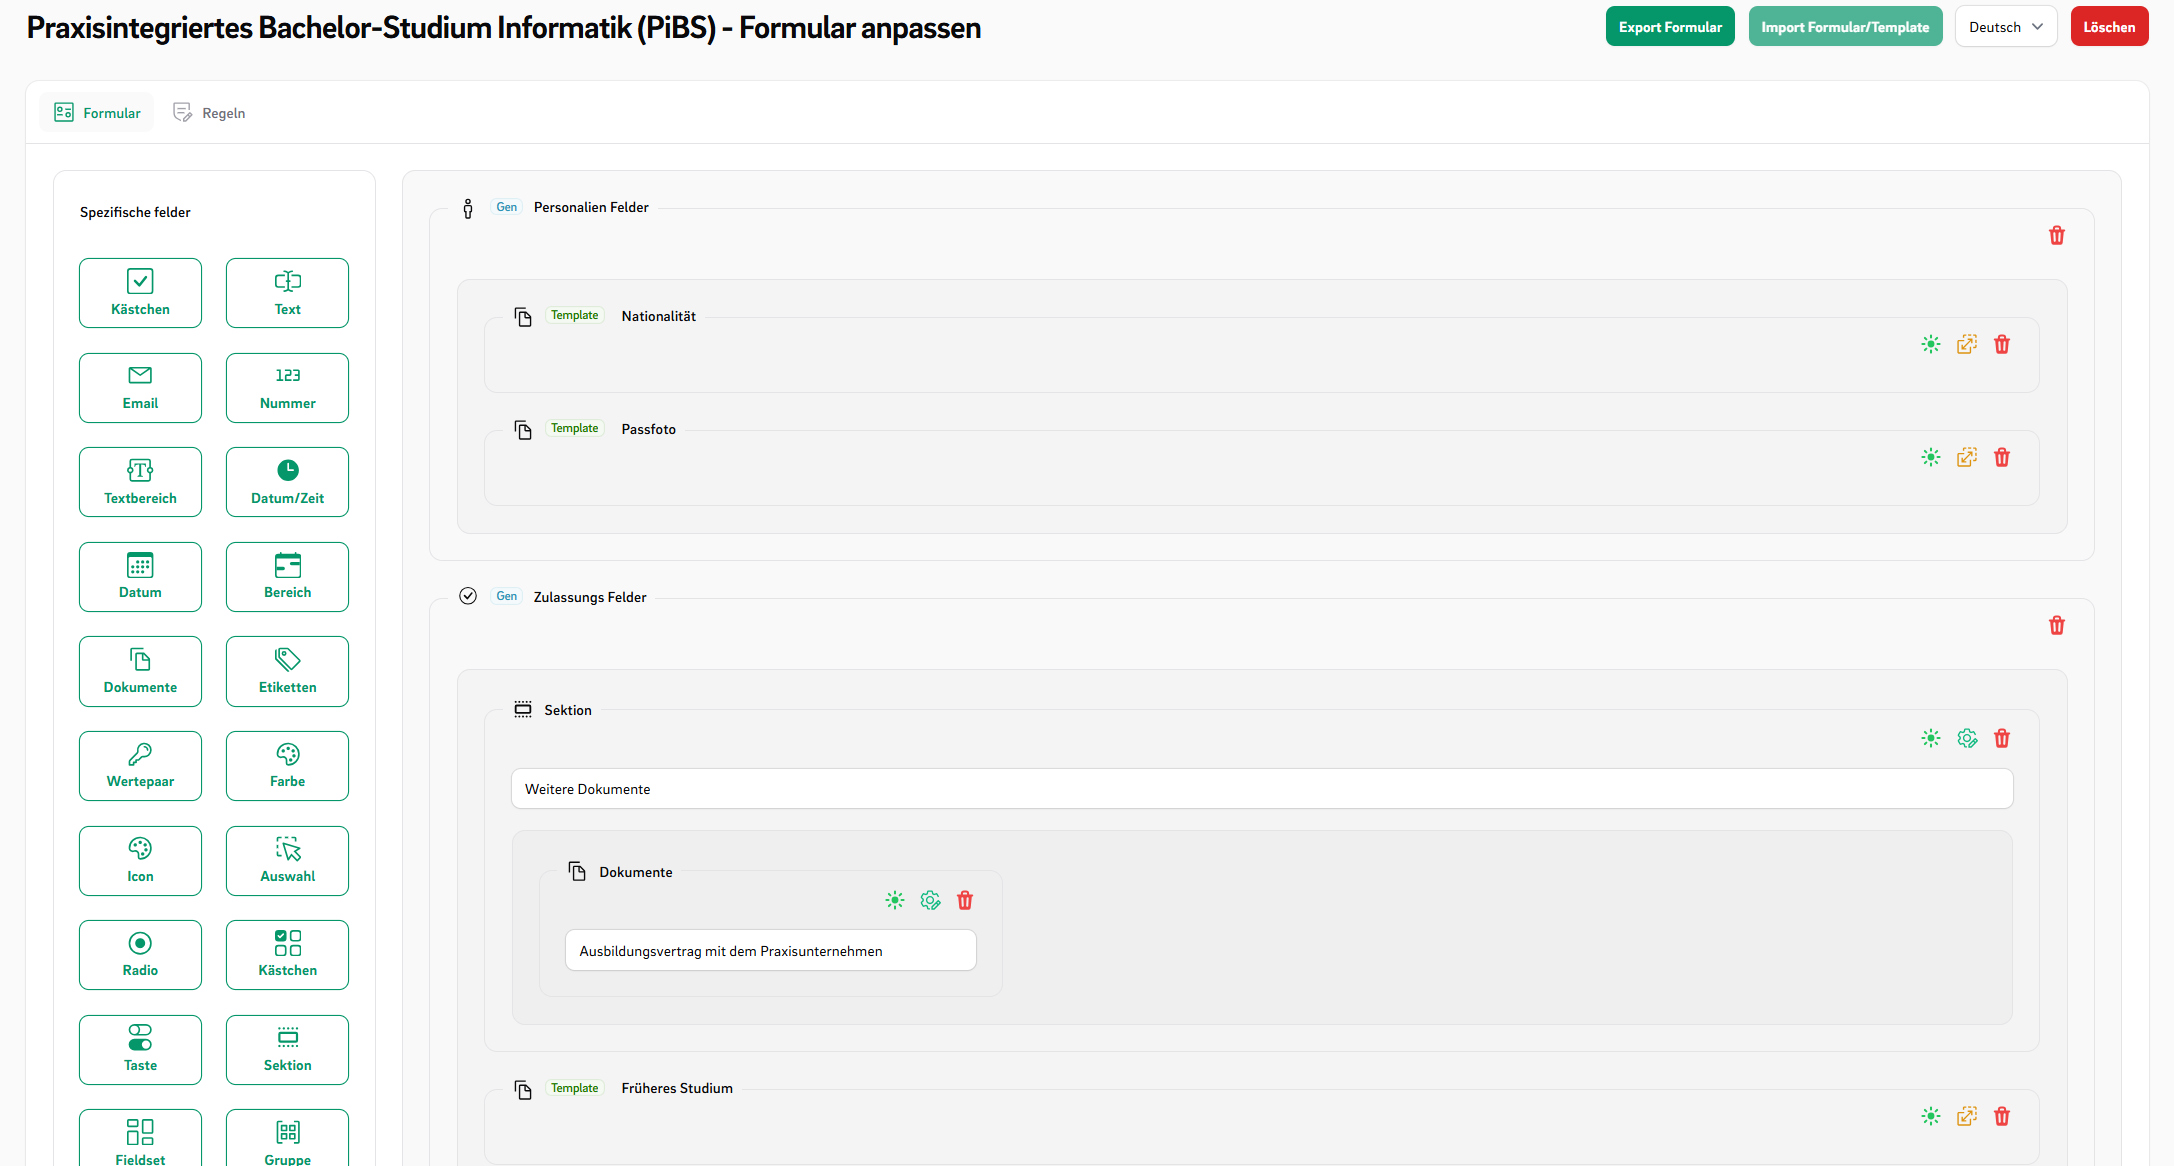 Praxisintegriertes Bachelor-Studium Informatik (PiBS) - Formular anpassen
Export Formular
Import Formular/Template
Deutsch
Löschen
Formular
Regeln
Spezifische felder
Kästchen
Text
Email
123
Nummer
Textbereich
Datum/Zeit
Datum
Bereich
Dokumente
Etiketten
Wertepaar
Farbe
Icon
Auswahl
Radio
Kästchen
Taste
Sektion
Fieldset
Gruppe
Gen
Personalien Felder
Template
Nationalität
Template
Passfoto
Gen
Zulassungs Felder
Sektion
Weitere Dokumente
Dokumente
Ausbildungsvertrag mit dem Praxisunternehmen
Template
Früheres Studium